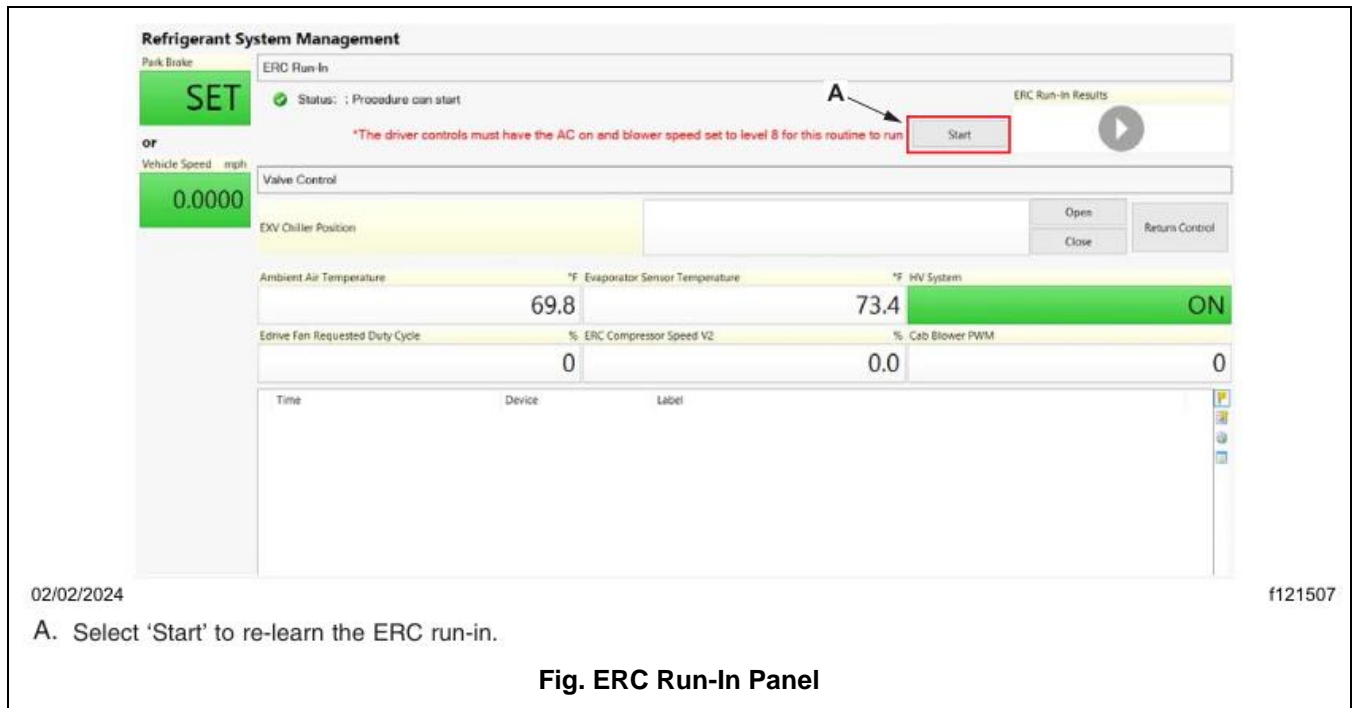 Refrigerant System Management
Park Brake
SET
or
Vehicle Speed mph
0.0000
ERC Run-In
Status: : Procedure can start
A
ERC Run-In Results
*The driver controls must have the AC on and blower speed set to level 8 for this routine to run
Start
Valve Control
EXV Chiller Position
Open
Close
Return Control
Ambient Air Temperature °F Evaporator Sensor Temperature °F HV System
69.8 73.4 ON
Edrive Fan Requested Duty Cycle % ERC Compressor Speed V2 % Cab Blower PWM
0 0.0 0
Time Device Label
02/02/2024 f121507
A. Select ‘Start’ to re-learn the ERC run-in.
Fig. ERC Run-In Panel